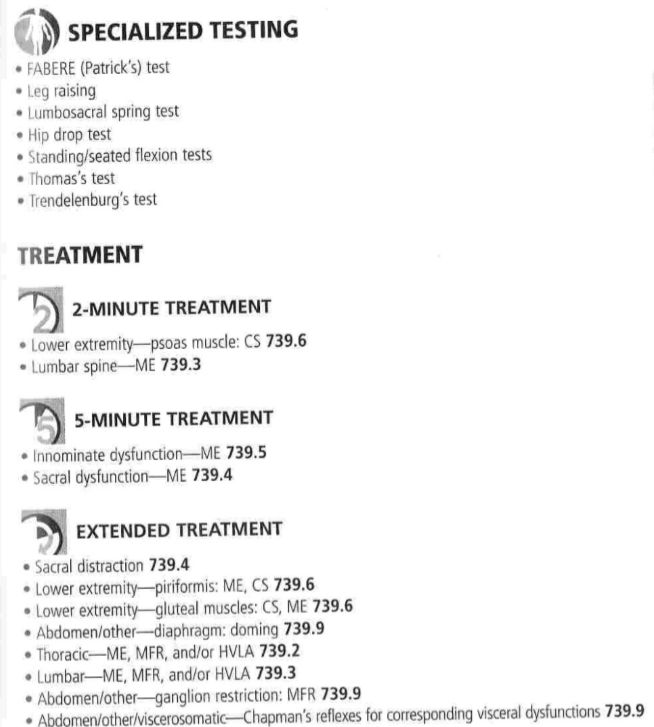 SPECIALIZED TESTING
• FABERE (Patrick's) test
• Leg raising
• Lumbosacral spring test
• Hip drop test
• Standing/seated flexion tests
• Thomas's test
• Trendelenburg's test
TREATMENT
2 2-MINUTE TREATMENT
• Lower extremity—psoas muscle: CS 739.6
• Lumbar spine—ME 739.3
5 5-MINUTE TREATMENT
• Innominate dysfunction—ME 739.5
• Sacral dysfunction—ME 739.4
EXTENDED TREATMENT
• Sacral distraction 739.4
• Lower extremity—piriformis: ME, CS 739.6
• Lower extremity—gluteal muscles: CS, ME 739.6
• Abdomen/other—diaphragm: doming 739.9
• Thoracic—ME, MFR, and/or HVLA 739.2
• Lumbar—ME, MFR, and/or HVLA 739.3
• Abdomen/other—ganglion restriction: MFR 739.9
• Abdomen/other/viscerosomatic—Chapman's reflexes for corresponding visceral dysfunctions 739.9